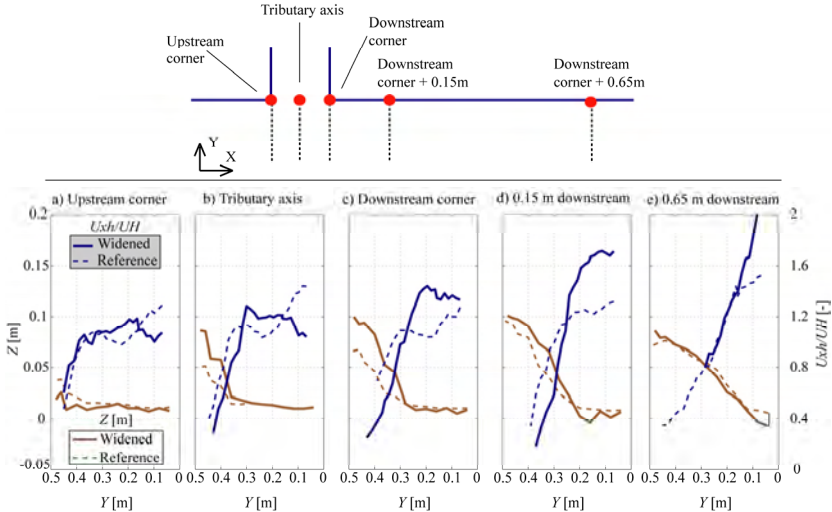 Tributary axis
Upstream
corner
Downstream
corner
Downstream
corner + 0.15m
Downstream
corner + 0.65m
Y
X
a) Upstream corner
b) Tributary axis
c) Downstream corner
d) 0.15 m downstream
e) 0.65 m downstream
0.2
0.15
0.1
0.05
0
-0.05
Z [m]
Uxh/UH
Widened
Reference
Z [m]
Widened
Reference
2
1.6
1.2
0.8
0.4
0
Uxh/UH [-]
0.5 0.4 0.3 0.2 0.1 0
0.5 0.4 0.3 0.2 0.1
0.5 0.4 0.3 0.2 0.1
0.5 0.4 0.3 0.2 0.1
0.5 0.4 0.3 0.2 0.1 0
Y [m]
Y [m]
Y [m]
Y [m]
Y [m]